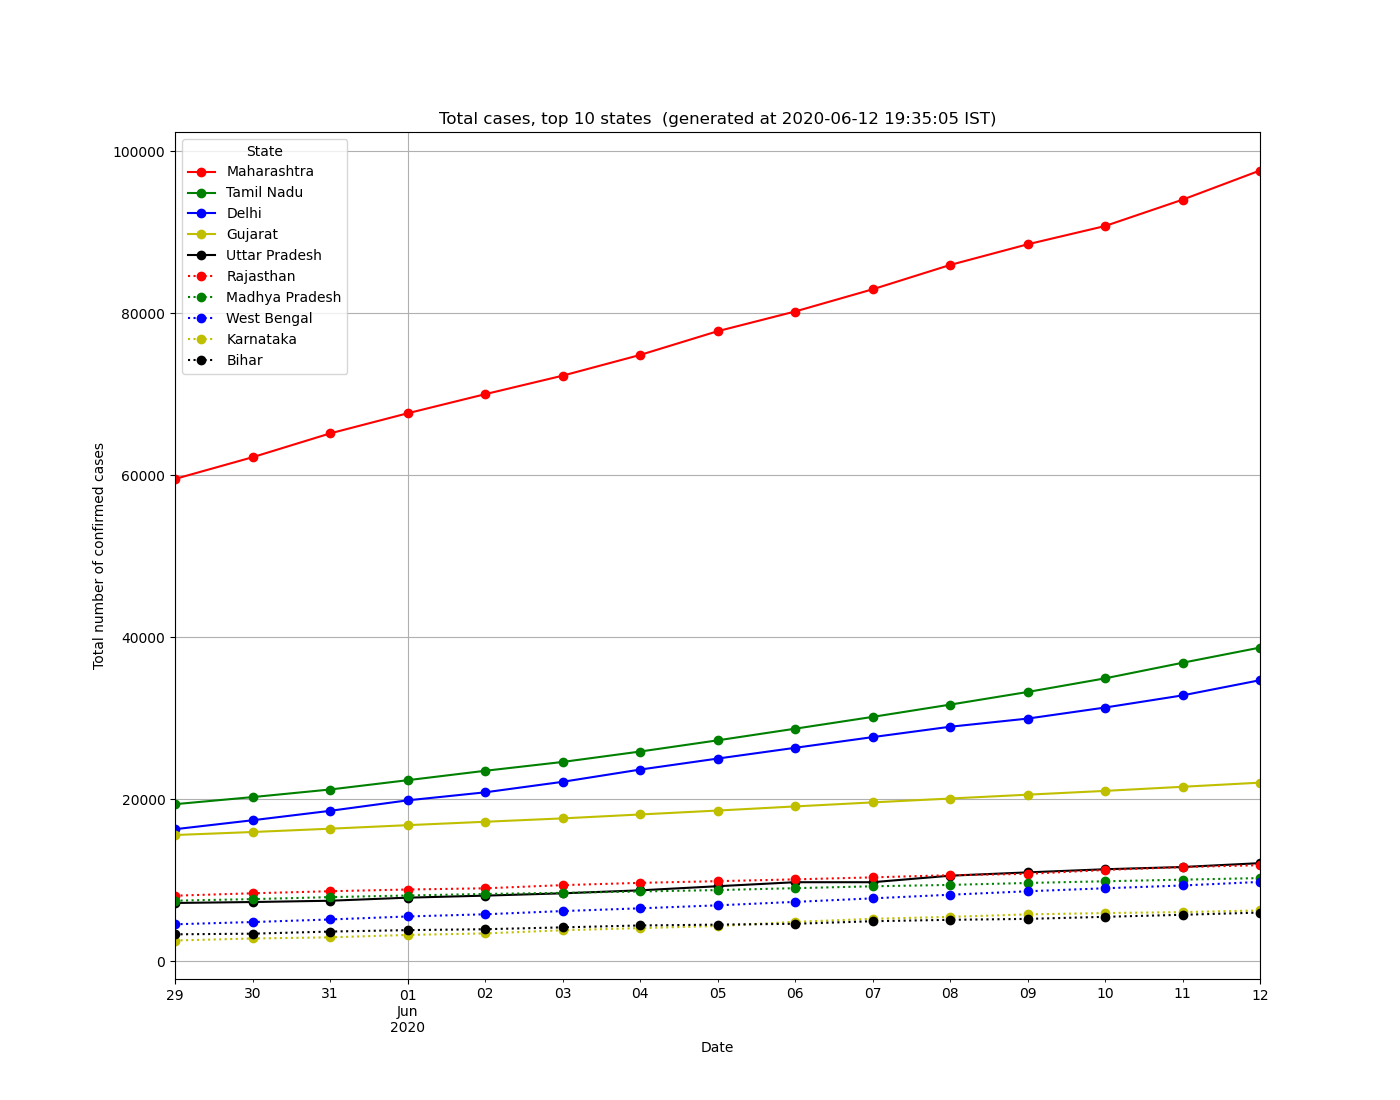 Total cases, top 10 states  (generated at 2020-06-12 19:35:05 IST)
State
Maharashtra
Tamil Nadu
Delhi
Gujarat
Uttar Pradesh
Rajasthan
Madhya Pradesh
West Bengal
Karnataka
Bihar
Total number of confirmed cases
100000
80000
60000
40000
20000
0
29 30 31 01 02 03 04 05 06 07 08 09 10 11 12
Jun
2020
Date